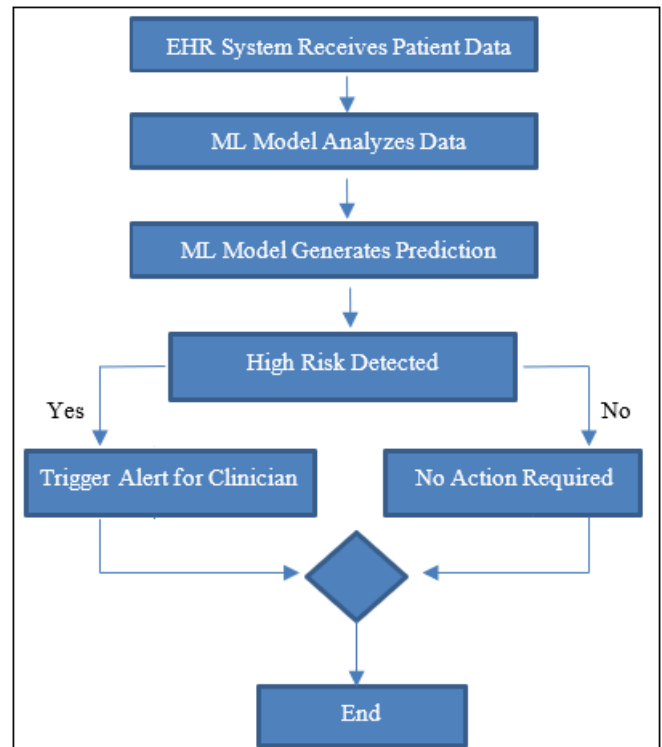 EHR System Receives Patient Data
ML Model Analyzes Data
ML Model Generates Prediction
High Risk Detected
Yes
No
Trigger Alert for Clinician
No Action Required
End